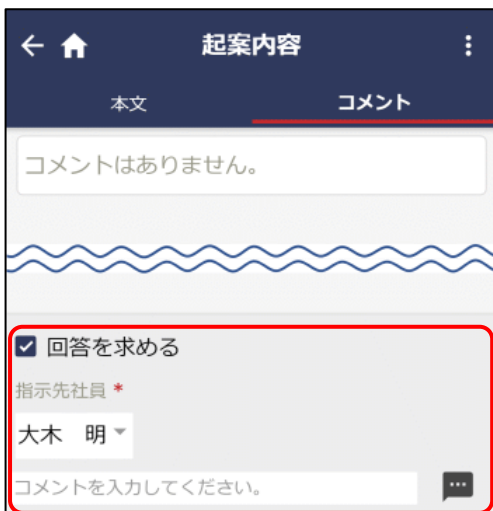 起案内容
本文 コメント
コメントはありません。
回答を求める
指示先社員 *
大木　明
コメントを入力してください。